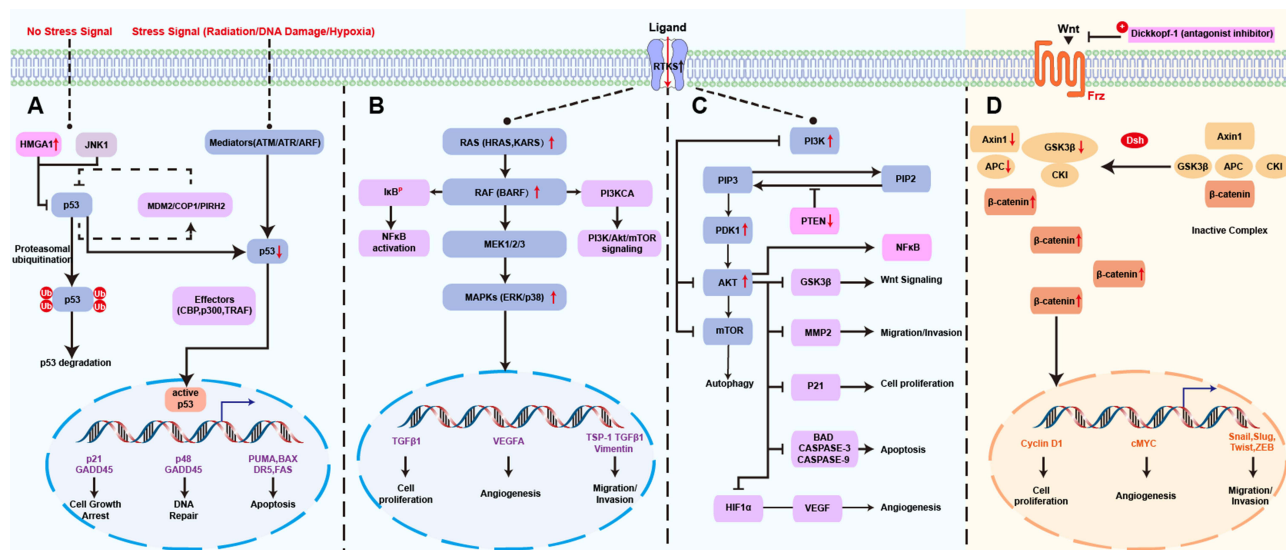 No Stress Signal
Stress Signal (Radiation/DNA Damage/Hypoxia)
Ligand
RTKS
Wnt
+
Dickkopf-1 (antagonist inhibitor)
Frz
A
HMGA1
JNK1
Mediators(ATM/ATR/ARF)
p53
MDM2/COP1/PIRH2
Proteasomal
ubiquitination
p53
Ub
Ub
p53
Ub
Ub
Effectors
(CBP,p300,TRAF)
p53 degradation
active
p53
p21
GADD45
p48
GADD45
PUMA,BAX
DR5,FAS
Cell Growth
Arrest
DNA
Repair
Apoptosis
B
RAS (HRAS,KARS)
IκBᴾ
RAF (BARF)
PI3KCA
NFκB
activation
MEK1/2/3
PI3K/Akt/mTOR
signaling
MAPKs (ERK/p38)
TGFβ1
VEGFA
TSP-1 TGFβ1
Vimentin
Cell
proliferation
Angiogenesis
Migration/
Invasion
C
PI3K
PIP3
PIP2
PTEN
PDK1
NFκB
AKT
GSK3β
Wnt Signaling
mTOR
MMP2
Migration/Invasion
Autophagy
P21
Cell proliferation
BAD
CASPASE-3
CASPASE-9
Apoptosis
HIF1α
VEGF
Angiogenesis
D
Axin1
GSK3β
APC
CKI
Dsh
Axin1
GSK3β
APC
CKI
β-catenin
β-catenin
Inactive Complex
β-catenin
β-catenin
β-catenin
Cyclin D1
cMYC
Snail,Slug,
Twist,ZEB
Cell
proliferation
Angiogenesis
Migration/
Invasion